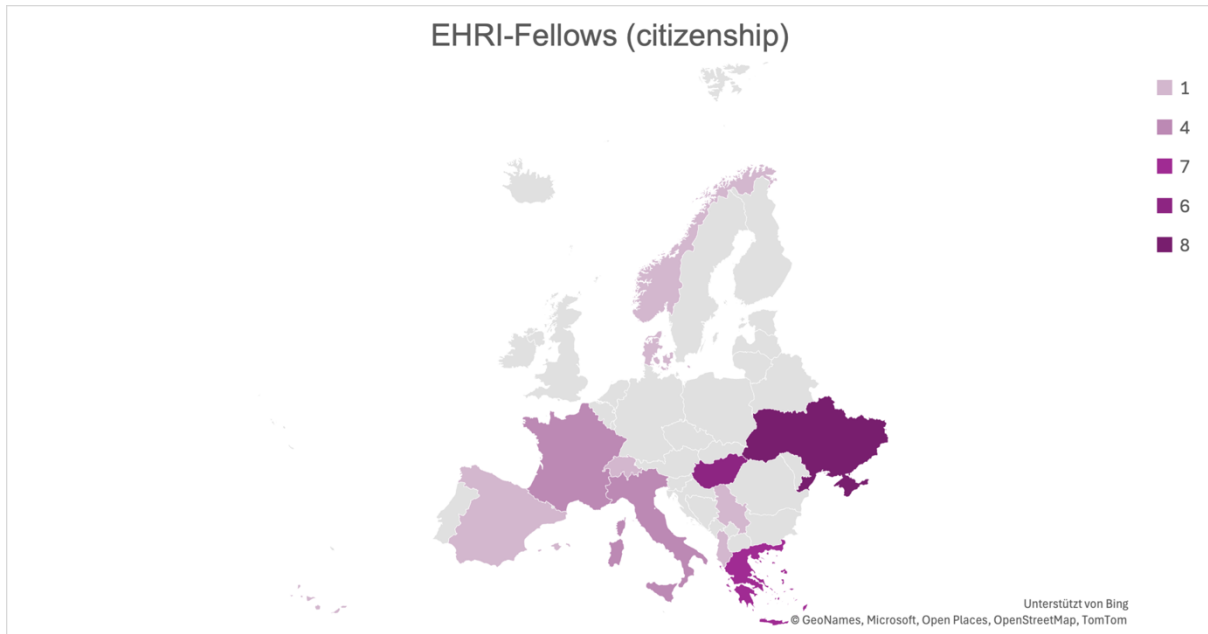 EHRI-Fellows (citizenship)
1
4
7
6
8
Unterstützt von Bing
© GeoNames, Microsoft, Open Places, OpenStreetMap, TomTom